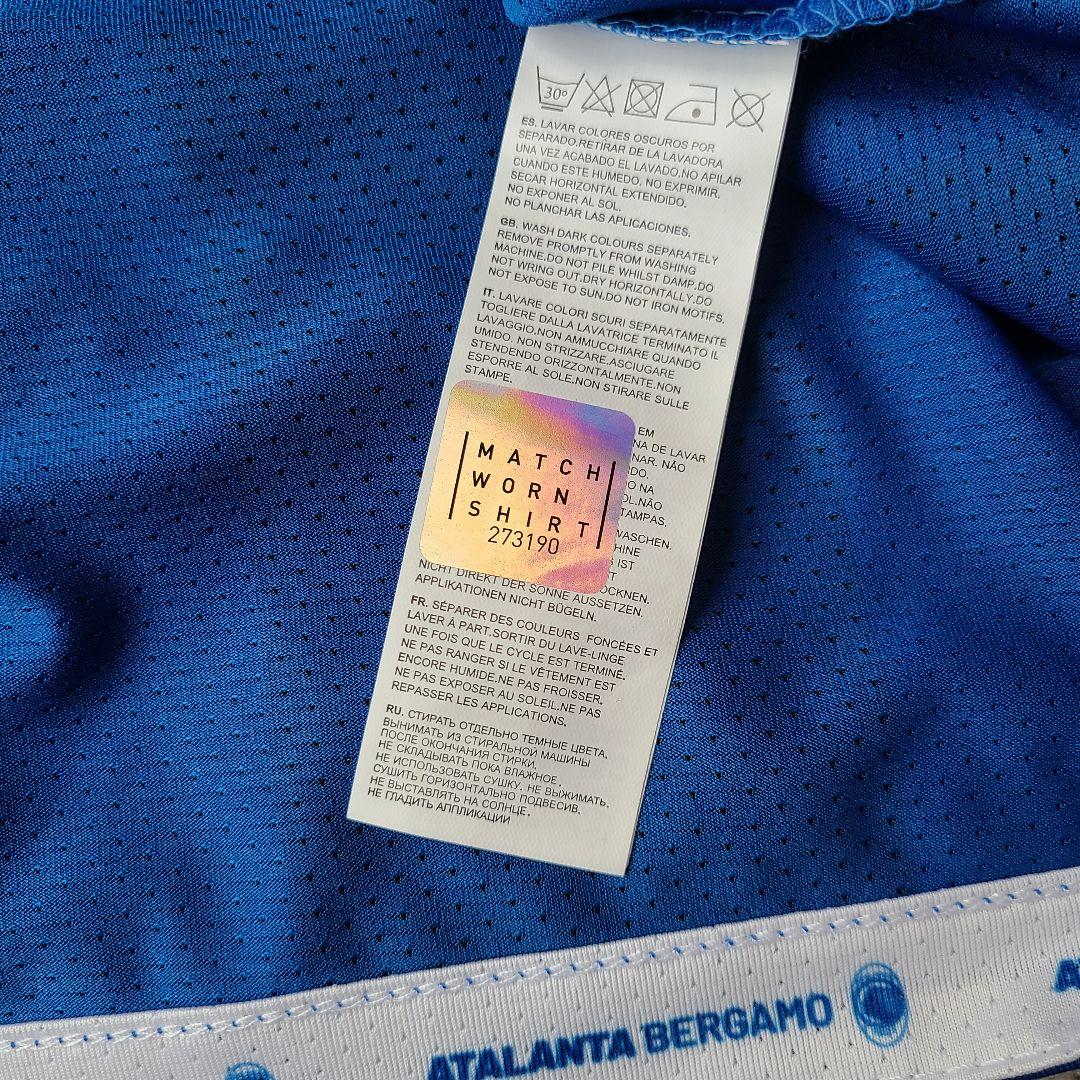 30º
ES. LAVAR COLORES OSCUROS POR
SEPARADO.RETIRAR DE LA LAVADORA
UNA VEZ ACABADO EL LAVADO.NO APILAR
CUANDO ESTE HUMEDO. NO EXPRIMIR.
SECAR HORIZONTAL EXTENDIDO.
NO EXPONER AL SOL.
NO PLANCHAR LAS APLICACIONES.
GB. WASH DARK COLOURS SEPARATELY
REMOVE PROMPTLY FROM WASHING
MACHINE.DO NOT PILE WHILST DAMP.DO
NOT WRING OUT.DRY HORIZONTALLY.DO
NOT EXPOSE TO SUN.DO NOT IRON MOTIFS.
IT. LAVARE COLORI SCURI SEPARATAMENTE
TOGLIERE DALLA LAVATRICE TERMINATO IL
LAVAGGIO.NON AMMUCCHIARE QUANDO
UMIDO. NON STRIZZARE.ASCIUGARE
STENDENDO ORIZZONTALMENTE.NON
ESPORRE AL SOLE.NON STIRARE SULLE
STAMPE.
EM
DE LAVAR
NÃO
NA
NÃO
WASCHEN.
IST
NICHT DIREKT DER SONNE AUSSETZEN.
APPLIKATIONEN NICHT BÜGELN.
MATCH
WORN
SHIRT
273190
FR. SÉPARER DES COULEURS FONCÉES ET
LAVER À PART.SORTIR DU LAVE-LINGE
UNE FOIS QUE LE CYCLE EST TERMINÉ.
NE PAS RANGER SI LE VÊTEMENT EST
ENCORE HUMIDE.NE PAS FROISSER.
NE PAS EXPOSER AU SOLEIL.NE PAS
REPASSER LES APPLICATIONS.
RU. СТИРАТЬ ОТДЕЛЬНО ТЕМНЫЕ ЦВЕТА.
ВЫНИМАТЬ ИЗ СТИРАЛЬНОЙ МАШИНЫ
ПОСЛЕ ОКОНЧАНИЯ СТИРКИ.
НЕ СКЛАДЫВАТЬ ПОКА ВЛАЖНОЕ.
НЕ ИСПОЛЬЗОВАТЬ СУШКУ. НЕ ВЫЖИМАТЬ.
СУШИТЬ ГОРИЗОНТАЛЬНО ПОДВЕСИВ.
НЕ ВЫСТАВЛЯТЬ НА СОЛНЦЕ.
НЕ ГЛАДИТЬ АППЛИКАЦИИ
ATALANTA BERGAMO